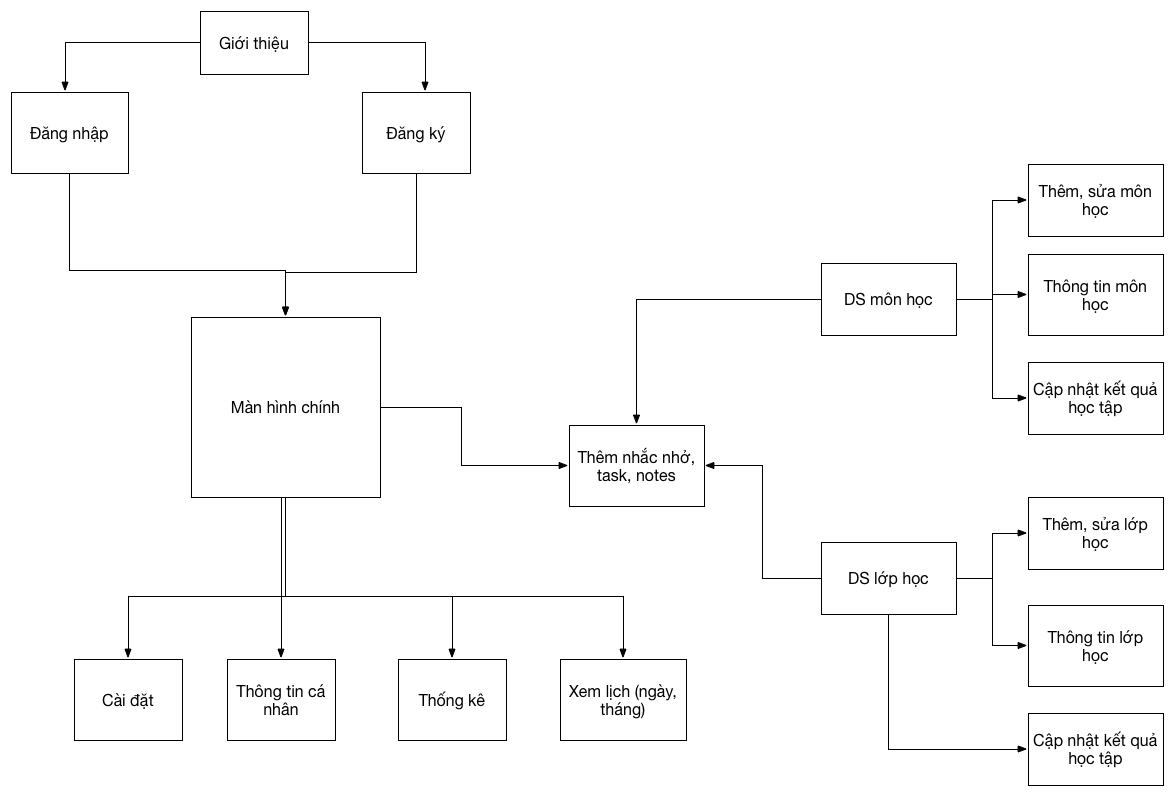 Giới thiệu
Đăng nhập
Đăng ký
Thêm, sửa môn
học
DS môn học
Thông tin môn
học
Cập nhật kết quả
học tập
Màn hình chính
Thêm nhắc nhở,
task, notes
Thêm, sửa lớp
học
DS lớp học
Thông tin lớp
học
Cập nhật kết quả
học tập
Cài đặt
Thông tin cá
nhân
Thống kê
Xem lịch (ngày,
tháng)